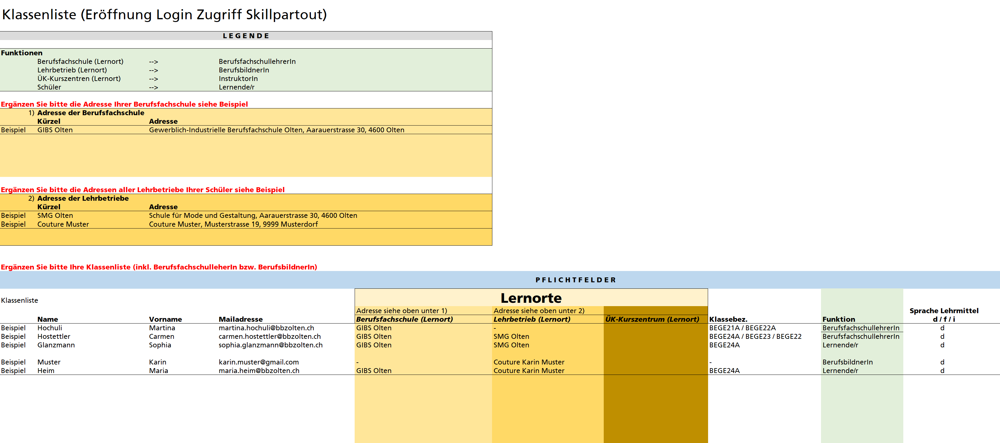 Klassenliste (Eröffnung Login Zugriff Skillpartout)
LEGENDE
Funktionen
Berufsfachschule (Lernort) --> BerufsfachschullehrerIn
Lehrbetrieb (Lernort) --> BerufsbildnerIn
ÜK-Kurszentren (Lernort) --> InstruktorIn
Schüler --> Lernende/r
Ergänzen Sie bitte die Adresse Ihrer Berufsfachschule siehe Beispiel
1) Adresse der Berufsfachschule
Kürzel Adresse
Beispiel GIBS Olten Gewerblich-Industrielle Berufsfachschule Olten, Aarauerstrasse 30, 4600 Olten
Ergänzen Sie bitte die Adressen aller Lehrbetriebe Ihrer Schüler siehe Beispiel
2) Adresse der Lehrbetriebe
Kürzel Adresse
Beispiel SMG Olten Schule für Mode und Gestaltung, Aarauerstrasse 30, 4600 Olten
Beispiel Couture Muster Couture Muster, Musterstrasse 19, 9999 Musterdorf
Ergänzen Sie bitte Ihre Klassenliste (inkl. BerufsfachschulleherIn bzw. BerufsbildnerIn)
PFLICHTFELDER
Klassenliste Lernorte
Adresse siehe oben unter 1) Adresse siehe oben unter 2) Sprache Lehrmittel
Name Vorname Mailadresse Berufsfachschule (Lernort) Lehrbetrieb (Lernort) ÜK-Kurszentrum (Lernort) Klassebez. Funktion d / f / i
Beispiel Hochuli Martina martina.hochuli@bbzolten.ch GIBS Olten - BEGE21A / BEGE22A BerufsfachschullehrerIn d
Beispiel Hostettler Carmen carmen.hostettler@bbzolten.ch GIBS Olten SMG Olten BEGE24A / BEGE23 / BEGE22 BerufsfachschullehrerIn d
Beispiel Glanzmann Sophia sophia.glanzmann@bbzolten.ch GIBS Olten SMG Olten BEGE24A Lernende/r d
Beispiel Muster Karin karin.muster@gmail.com - Couture Karin Muster - BerufsbildnerIn d
Beispiel Heim Maria maria.heim@bbzolten.ch GIBS Olten Couture Karin Muster BEGE24A Lernende/r d